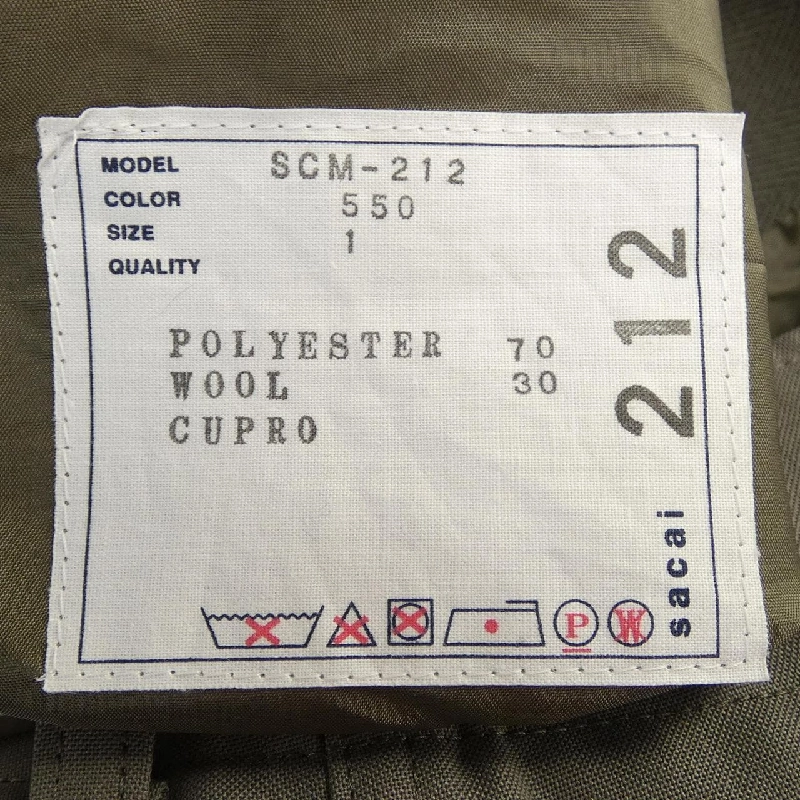 MODEL SCM-212
COLOR 550
SIZE 1
QUALITY
POLYESTER 70
WOOL 30
CUPRO
212
sacai
P
W